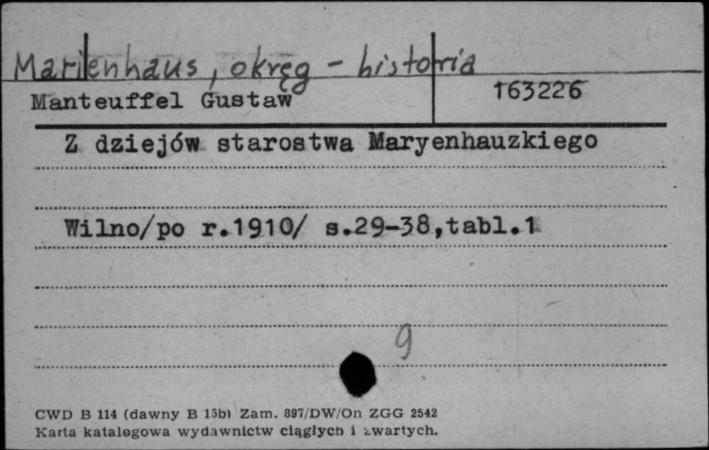 Marienhaus, okręg - historia
Manteuffel Gustaw 163226
Z dziejów starostwa Maryenhauzkiego
Wilno/po r.1910/ s.29-38,tabl.1
9
CWD B 114 (dawny B 15b) Zam. 897/DW/On ZGG 2542
Karta katalogowa wydawnictw ciągłych i zwartych.